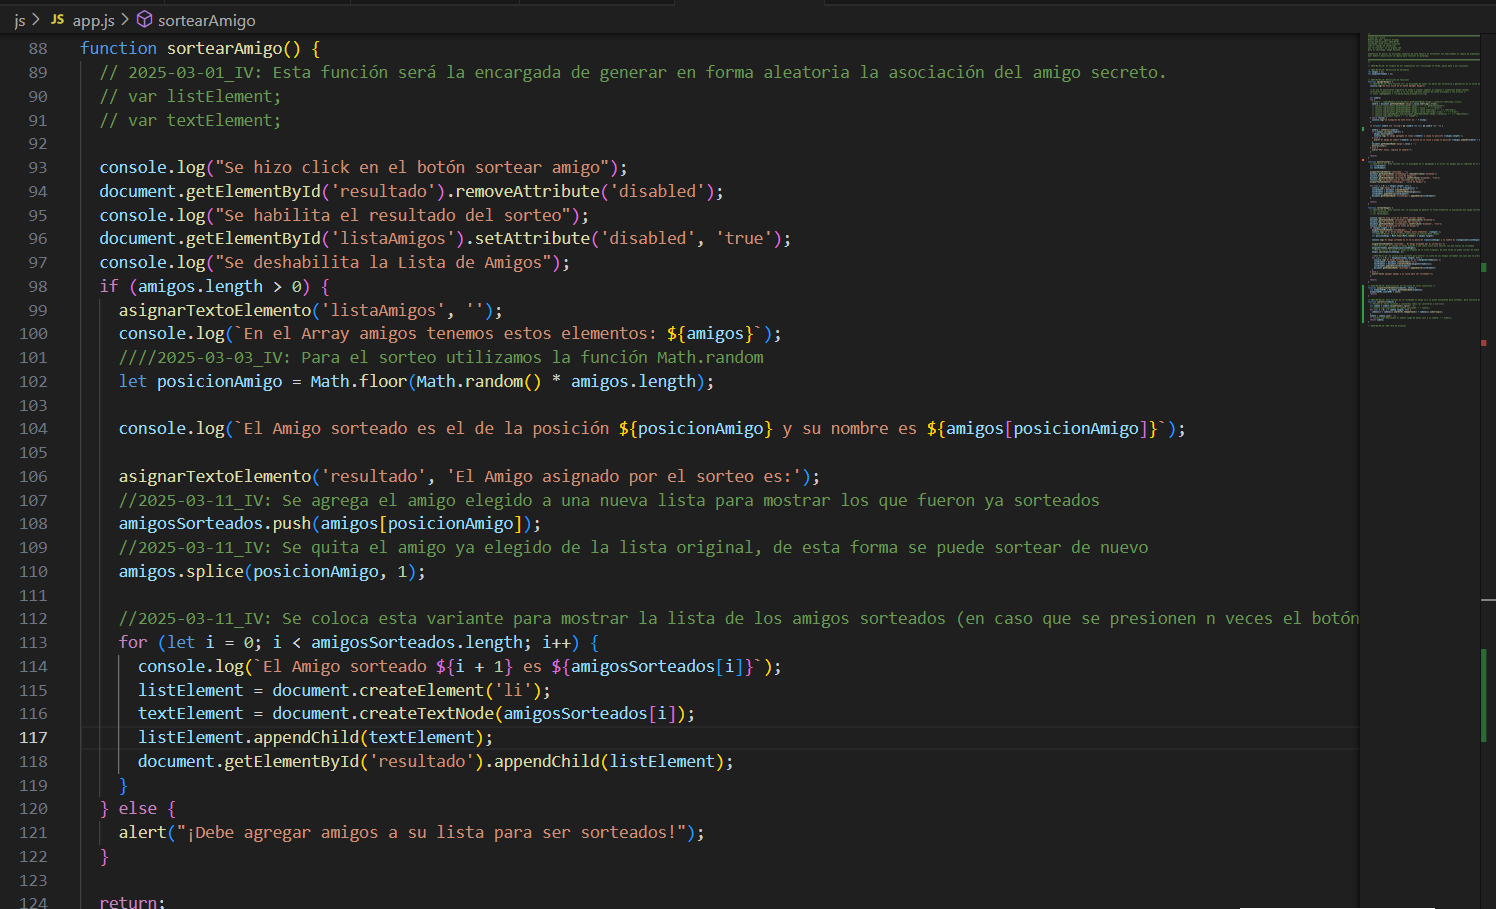 js > JS app.js > sortearAmigo
88 function sortearAmigo() {
89 // 2025-03-01_IV: Esta función será la encargada de generar en forma aleatoria la asociación del amigo secreto.
90 // var listElement;
91 // var textElement;
92
93 console.log("Se hizo click en el botón sortear amigo");
94 document.getElementById('resultado').removeAttribute('disabled');
95 console.log("Se habilita el resultado del sorteo");
96 document.getElementById('listaAmigos').setAttribute('disabled', 'true');
97 console.log("Se deshabilita la Lista de Amigos");
98 if (amigos.length > 0) {
99 asignarTextoElemento('listaAmigos', '');
100 console.log(`En el Array amigos tenemos estos elementos: ${amigos}`);
101 ////2025-03-03_IV: Para el sorteo utilizamos la función Math.random
102 let posicionAmigo = Math.floor(Math.random() * amigos.length);
103
104 console.log(`El Amigo sorteado es el de la posición ${posicionAmigo} y su nombre es ${amigos[posicionAmigo]}`);
105
106 asignarTextoElemento('resultado', 'El Amigo asignado por el sorteo es:');
107 //2025-03-11_IV: Se agrega el amigo elegido a una nueva lista para mostrar los que fueron ya sorteados
108 amigosSorteados.push(amigos[posicionAmigo]);
109 //2025-03-11_IV: Se quita el amigo ya elegido de la lista original, de esta forma se puede sortear de nuevo
110 amigos.splice(posicionAmigo, 1);
111
112 //2025-03-11_IV: Se coloca esta variante para mostrar la lista de los amigos sorteados (en caso que se presionen n veces el botón
113 for (let i = 0; i < amigosSorteados.length; i++) {
114 console.log(`El Amigo sorteado ${i + 1} es ${amigosSorteados[i]}`);
115 listElement = document.createElement('li');
116 textElement = document.createTextNode(amigosSorteados[i]);
117 listElement.appendChild(textElement);
118 document.getElementById('resultado').appendChild(listElement);
119 }
120 } else {
121 alert("¡Debe agregar amigos a su lista para ser sorteados!");
122 }
123
124 return;